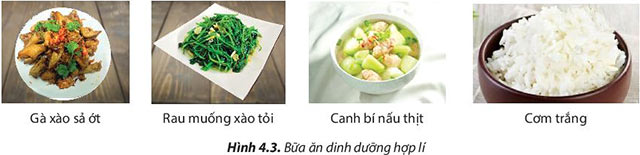 Gà xào sả ớt
Rau muống xào tỏi
Canh bí nấu thịt
Cơm trắng
Hình 4.3. Bữa ăn dinh dưỡng hợp lí